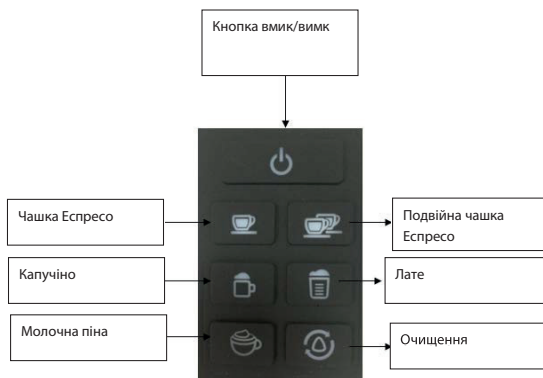 Кнопка вмик/вимк
Чашка Еспресо
Подвійна чашка
Еспресо
Капучіно
Лате
Молочна піна
Очищення